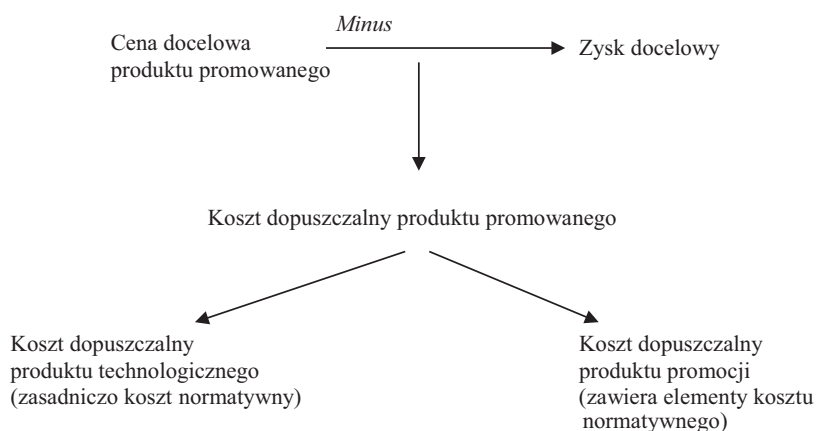 Minus
Cena docelowa
produktu promowanego
Zysk docelowy
Koszt dopuszczalny produktu promowanego
Koszt dopuszczalny
produktu technologicznego
(zasadniczo koszt normatywny)
Koszt dopuszczalny
produktu promocji
(zawiera elementy kosztu
normatywnego)